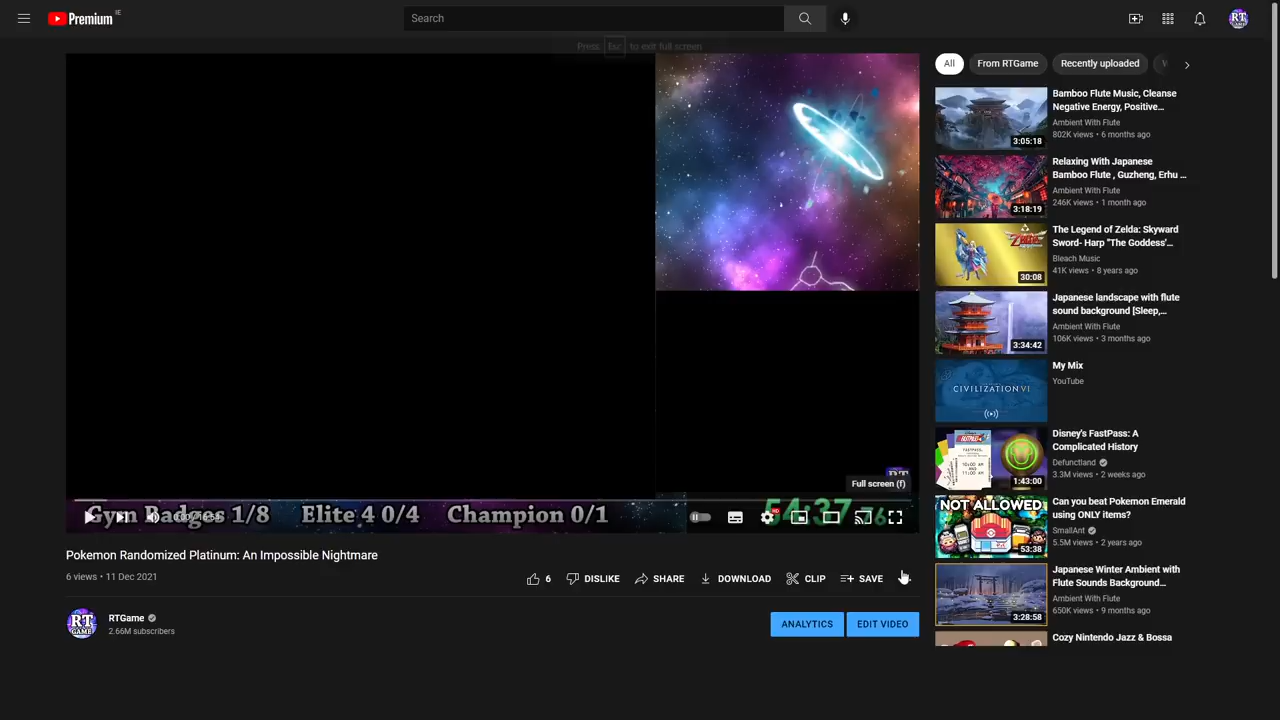 Premium IE
Search
Press Esc to exit full screen
Full screen (f)
Gym Badges 1/8 Elite 4 0/4 Champion 0/1
Pokemon Randomized Platinum: An Impossible Nightmare
6 views • 11 Dec 2021
6
DISLIKE
SHARE
DOWNLOAD
CLIP
SAVE
RT GAME
RTGame
2.66M subscribers
ANALYTICS
EDIT VIDEO
All
From RTGame
Recently uploaded
Bamboo Flute Music, Cleanse
Negative Energy, Positive…
Ambient With Flute
802K views • 6 months ago
3:05:18
Relaxing With Japanese
Bamboo Flute , Guzheng, Erhu …
Ambient With Flute
246K views • 1 month ago
3:18:19
The Legend of Zelda: Skyward
Sword- Harp "The Goddess'…
Bleach Music
41K views • 8 years ago
30:08
Japanese landscape with flute
sound background [Sleep,…
Ambient With Flute
106K views • 3 months ago
3:34:42
My Mix
YouTube
CIVILIZATION VI
Disney's FastPass: A
Complicated History
Defunctland
3.3M views • 2 weeks ago
1:43:00
Can you beat Pokemon Emerald
using ONLY items?
SmallAnt
5.5M views • 2 years ago
NOT ALLOWED
53:38
Japanese Winter Ambient with
Flute Sounds Background…
Ambient With Flute
650K views • 9 months ago
3:28:58
Cozy Nintendo Jazz & Bossa